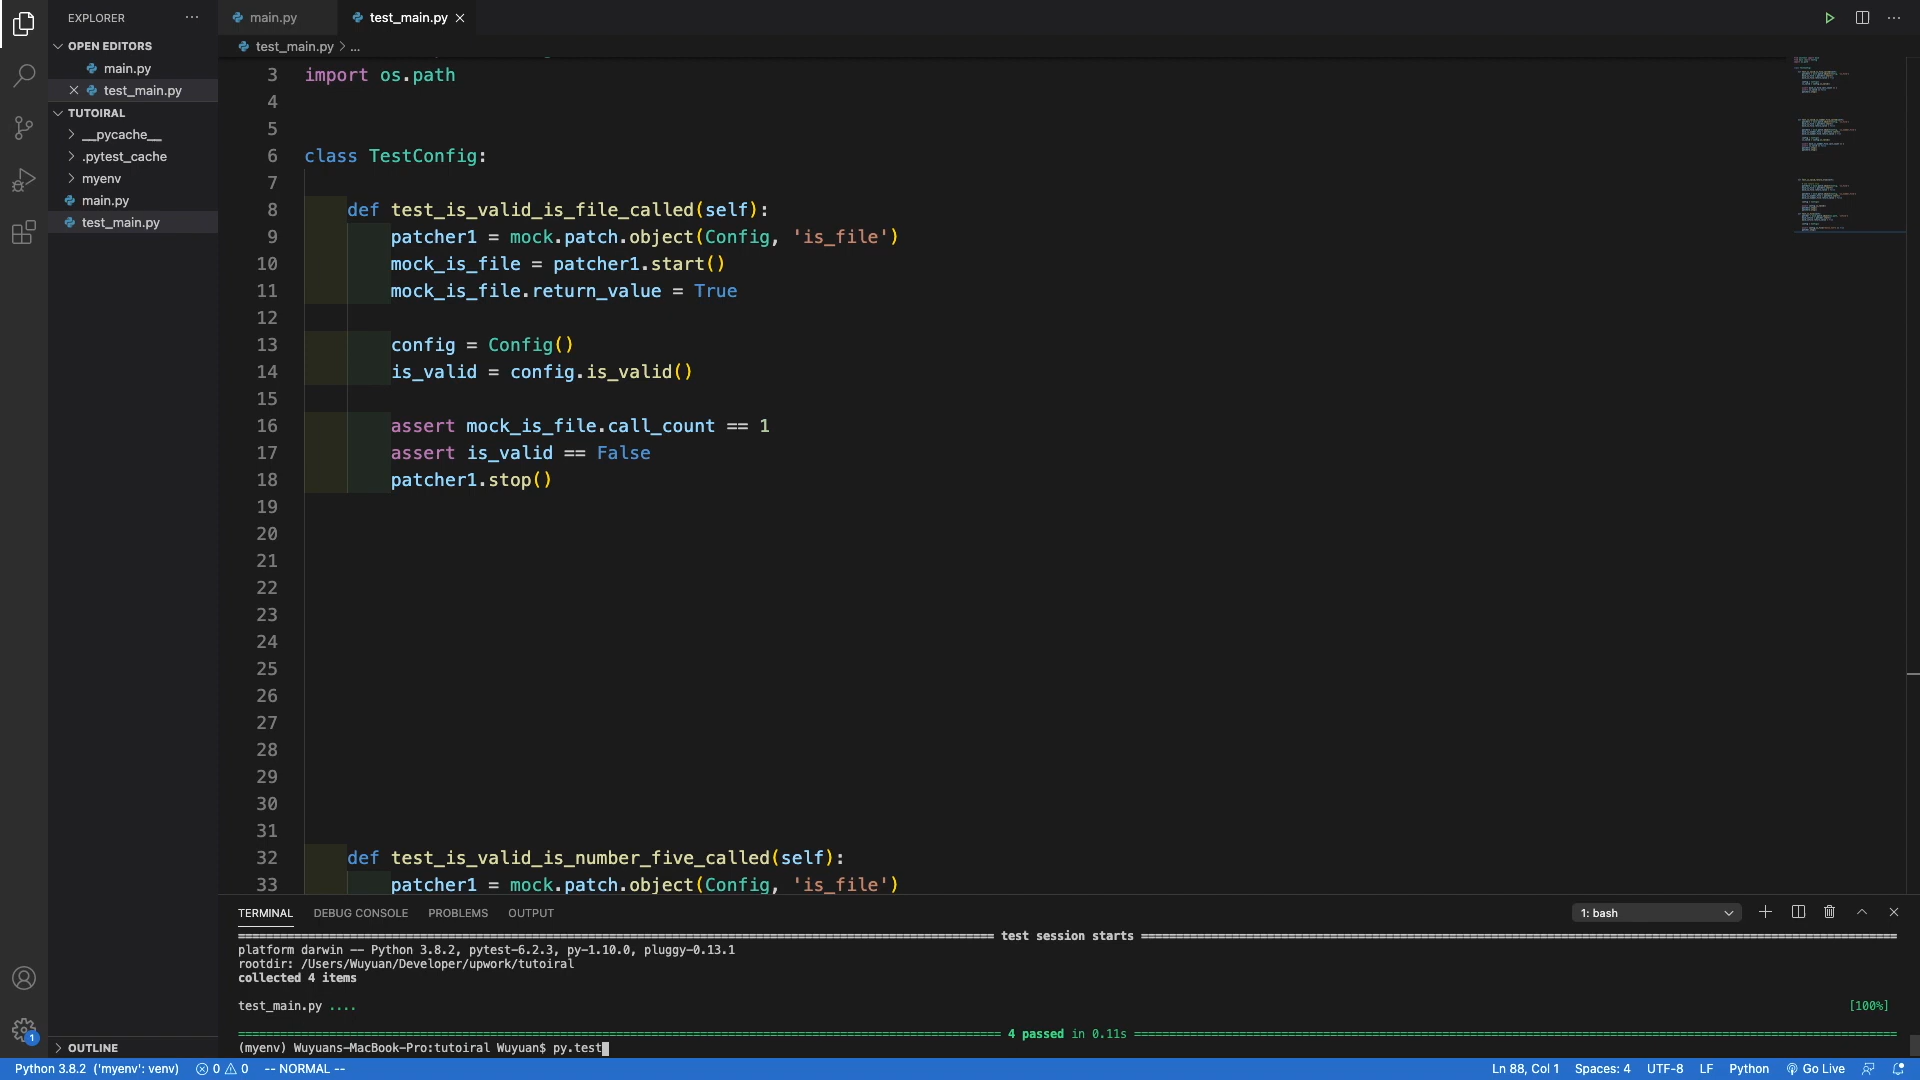 EXPLORER
OPEN EDITORS
main.py
test_main.py
TUTOIRAL
__pycache__
.pytest_cache
myenv
main.py
test_main.py
OUTLINE
main.py
test_main.py
test_main.py > ...
3 import os.path
4
5
6 class TestConfig:
7
8 def test_is_valid_is_file_called(self):
9 patcher1 = mock.patch.object(Config, 'is_file')
10 mock_is_file = patcher1.start()
11 mock_is_file.return_value = True
12
13 config = Config()
14 is_valid = config.is_valid()
15
16 assert mock_is_file.call_count == 1
17 assert is_valid == False
18 patcher1.stop()
19
20
21
22
23
24
25
26
27
28
29
30
31
32 def test_is_valid_is_number_five_called(self):
33 patcher1 = mock.patch.object(Config, 'is_file')
TERMINAL DEBUG CONSOLE PROBLEMS OUTPUT 1: bash
test session starts
platform darwin -- Python 3.8.2, pytest-6.2.3, py-1.10.0, pluggy-0.13.1
rootdir: /Users/Wuyuan/Developer/upwork/tutoiral
collected 4 items
test_main.py .... [100%]
4 passed in 0.11s
(myenv) Wuyuans-MacBook-Pro:tutoiral Wuyuan$ py.test
1
Python 3.8.2 ('myenv': venv) 0 0 -- NORMAL -- Ln 88, Col 1 Spaces: 4 UTF-8 LF Python Go Live